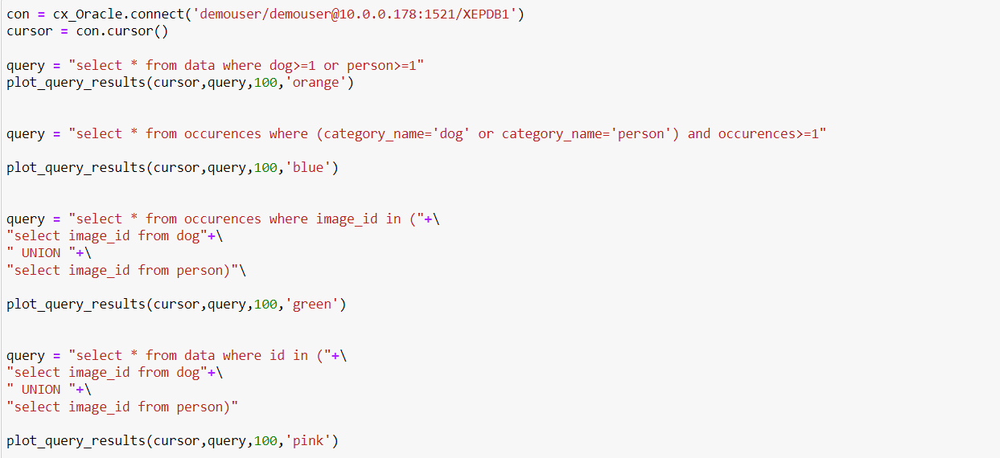 con = cx_Oracle.connect('demouser/demouser@10.0.0.178:1521/XEPDB1')
cursor = con.cursor()
query = "select * from data where dog>=1 or person>=1"
plot_query_results(cursor,query,100,'orange')
query = "select * from occurences where (category_name='dog' or category_name='person') and occurences>=1"
plot_query_results(cursor,query,100,'blue')
query = "select * from occurences where image_id in ("+\
"select image_id from dog"+\
" UNION "+\
"select image_id from person)"\
plot_query_results(cursor,query,100,'green')
query = "select * from data where id in ("+\
"select image_id from dog"+\
" UNION "+\
"select image_id from person)"
plot_query_results(cursor,query,100,'pink')